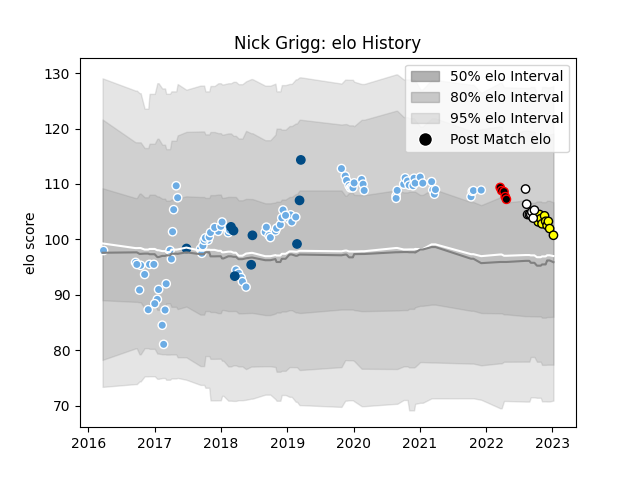 Nick Grigg: elo History
130
120
110
100
90
80
70
elo score
50% elo Interval
80% elo Interval
95% elo Interval
Post Match elo
2016
2017
2018
2019
2020
2021
2022
2023